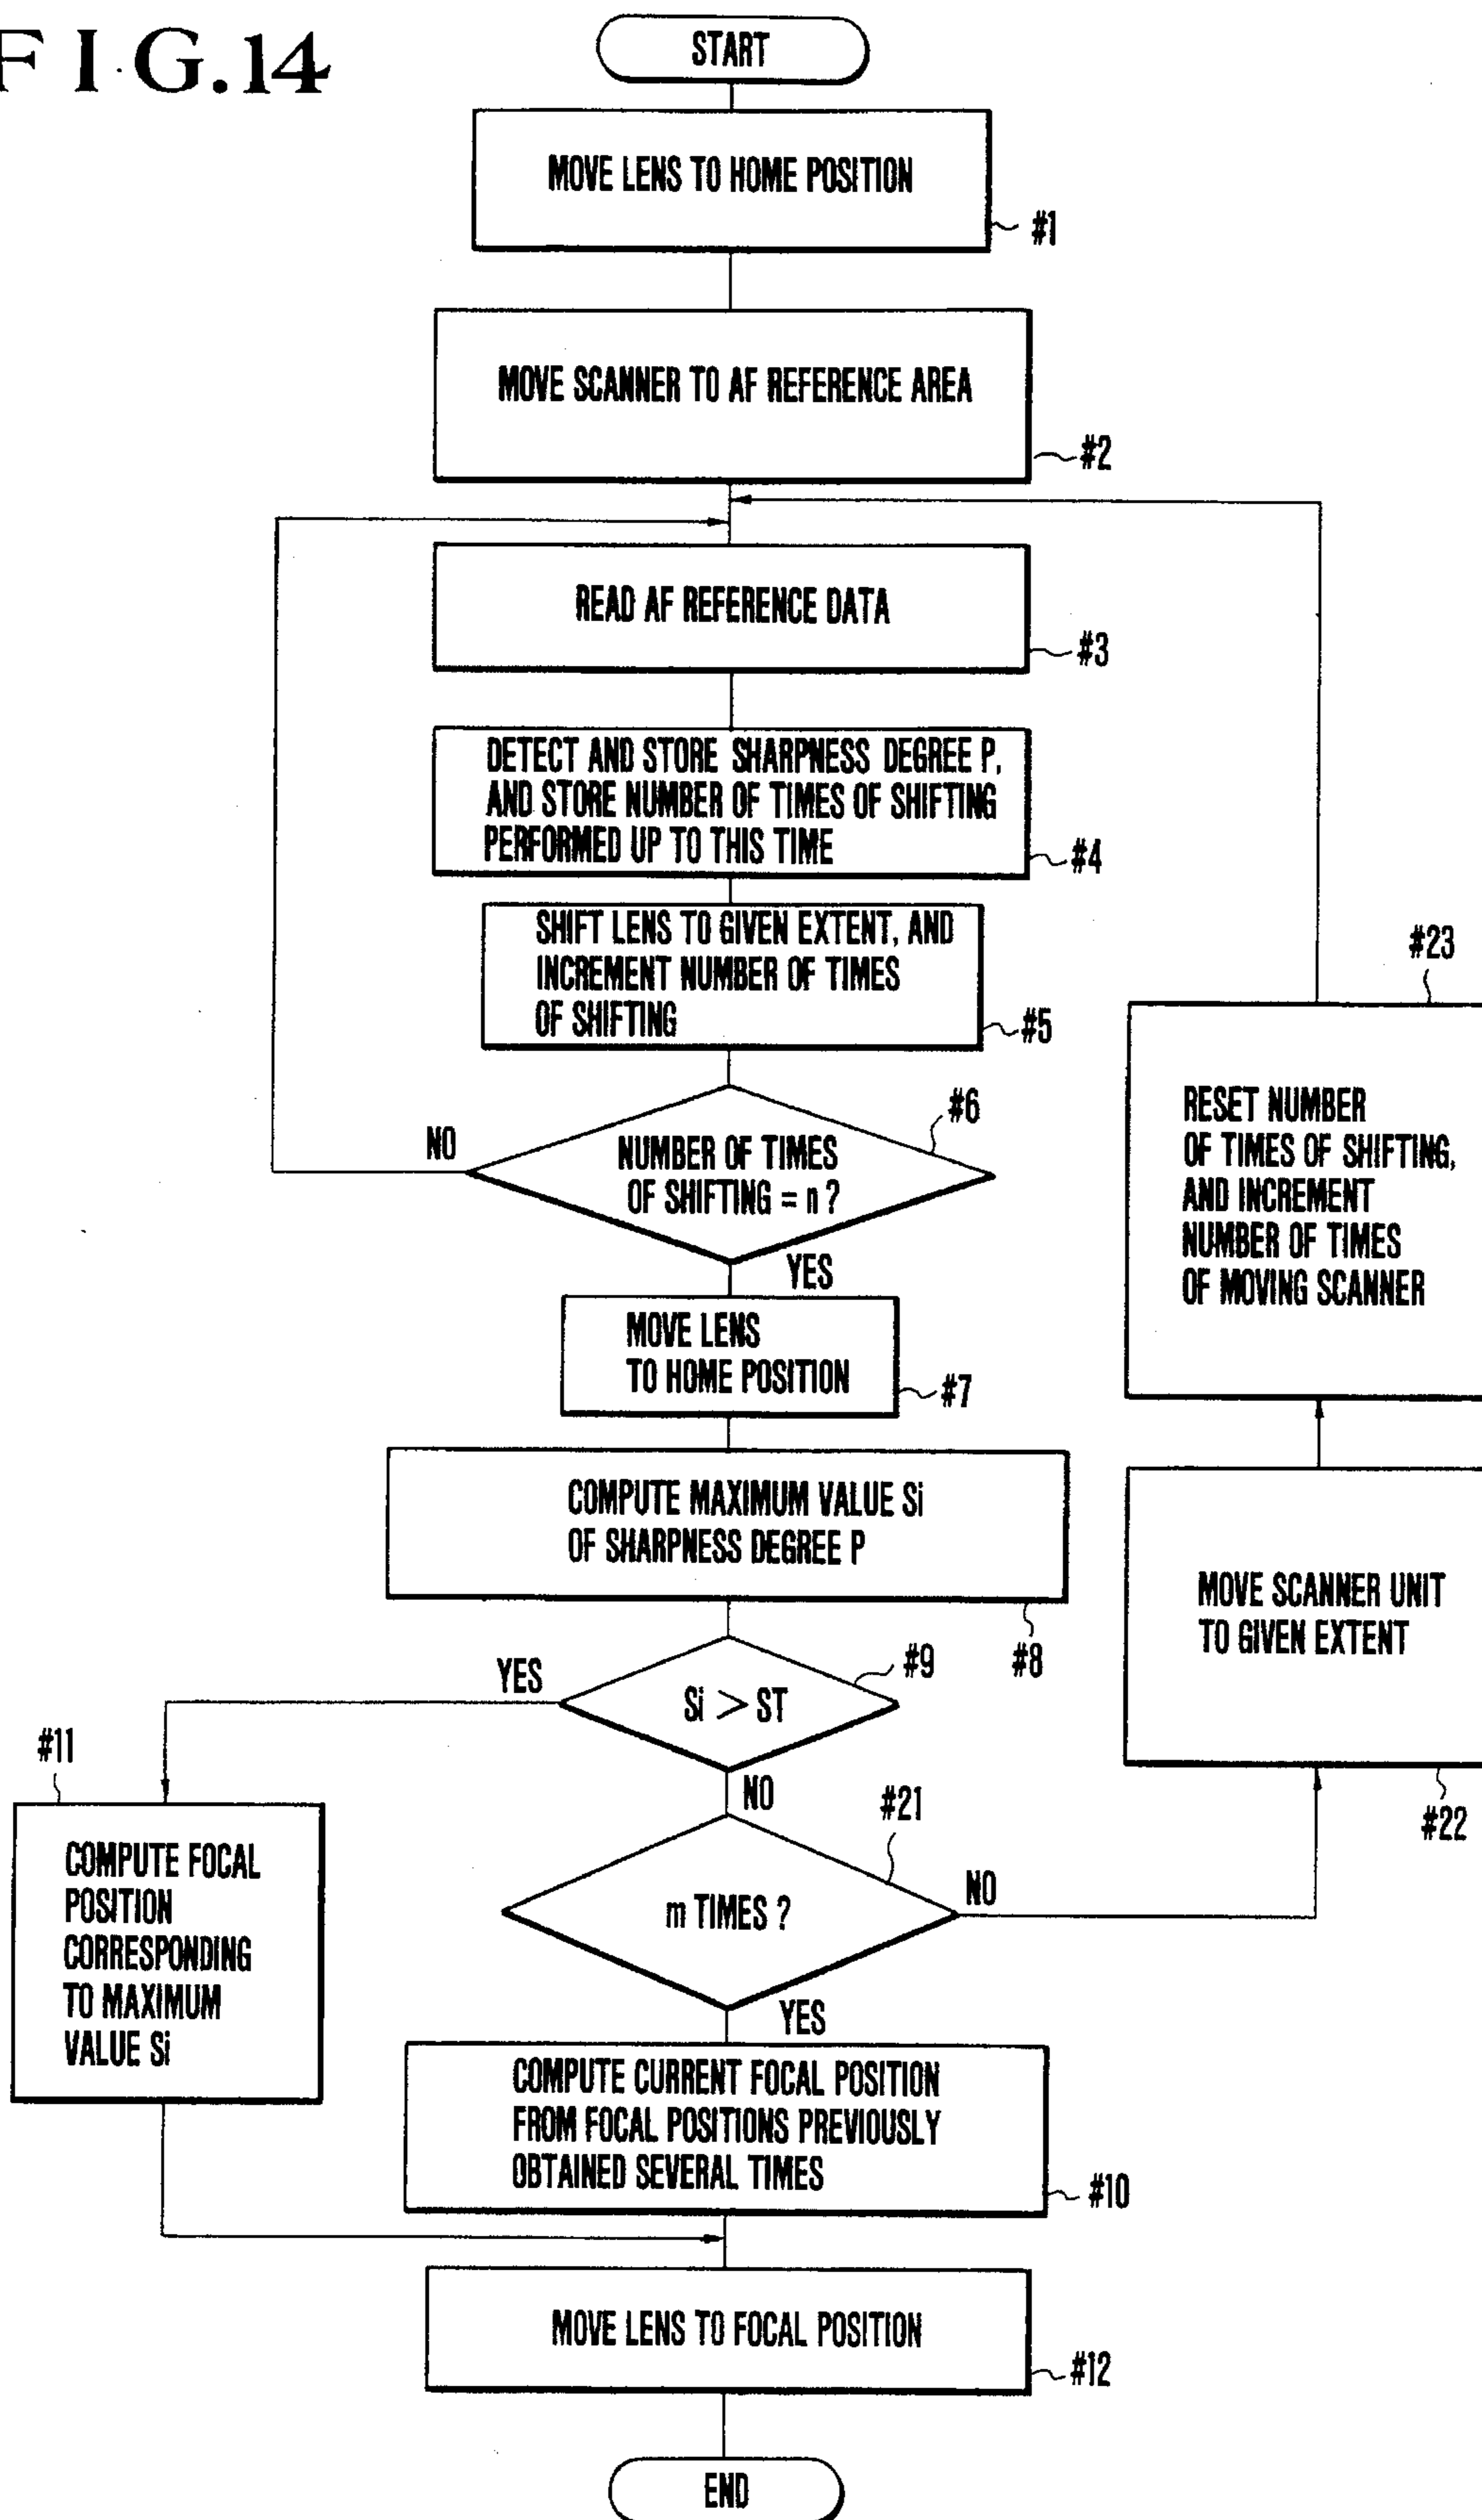 FIG.14
START
MOVE LENS TO HOME POSITION
#1
MOVE SCANNER TO AF REFERENCE AREA
#2
READ AF REFERENCE DATA
#3
DETECT AND STORE SHARPNESS DEGREE P,
AND STORE NUMBER OF TIMES OF SHIFTING
PERFORMED UP TO THIS TIME
#4
SHIFT LENS TO GIVEN EXTENT, AND
INCREMENT NUMBER OF TIMES
OF SHIFTING
#5
#6
NO
NUMBER OF TIMES
OF SHIFTING = n ?
YES
MOVE LENS
TO HOME POSITION
#7
COMPUTE MAXIMUM VALUE Si
OF SHARPNESS DEGREE P
#8
#9
YES
Si > ST
NO
#11
COMPUTE FOCAL
POSITION
CORRESPONDING
TO MAXIMUM
VALUE Si
#21
m TIMES ?
NO
YES
#23
RESET NUMBER
OF TIMES OF SHIFTING,
AND INCREMENT
NUMBER OF TIMES
OF MOVING SCANNER
MOVE SCANNER UNIT
TO GIVEN EXTENT
#22
COMPUTE CURRENT FOCAL POSITION
FROM FOCAL POSITIONS PREVIOUSLY
OBTAINED SEVERAL TIMES
#10
MOVE LENS TO FOCAL POSITION
#12
END